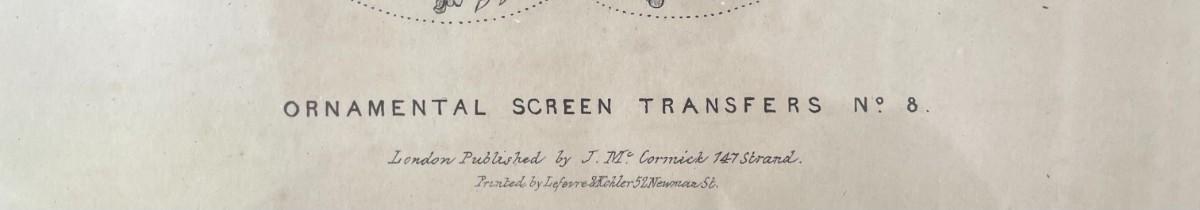 ORNAMENTAL SCREEN TRANSFERS Nº 8.
London Published by J. Mc Cormick 147 Strand.
Printed by Lefevre & Kohler 52 Newman St.